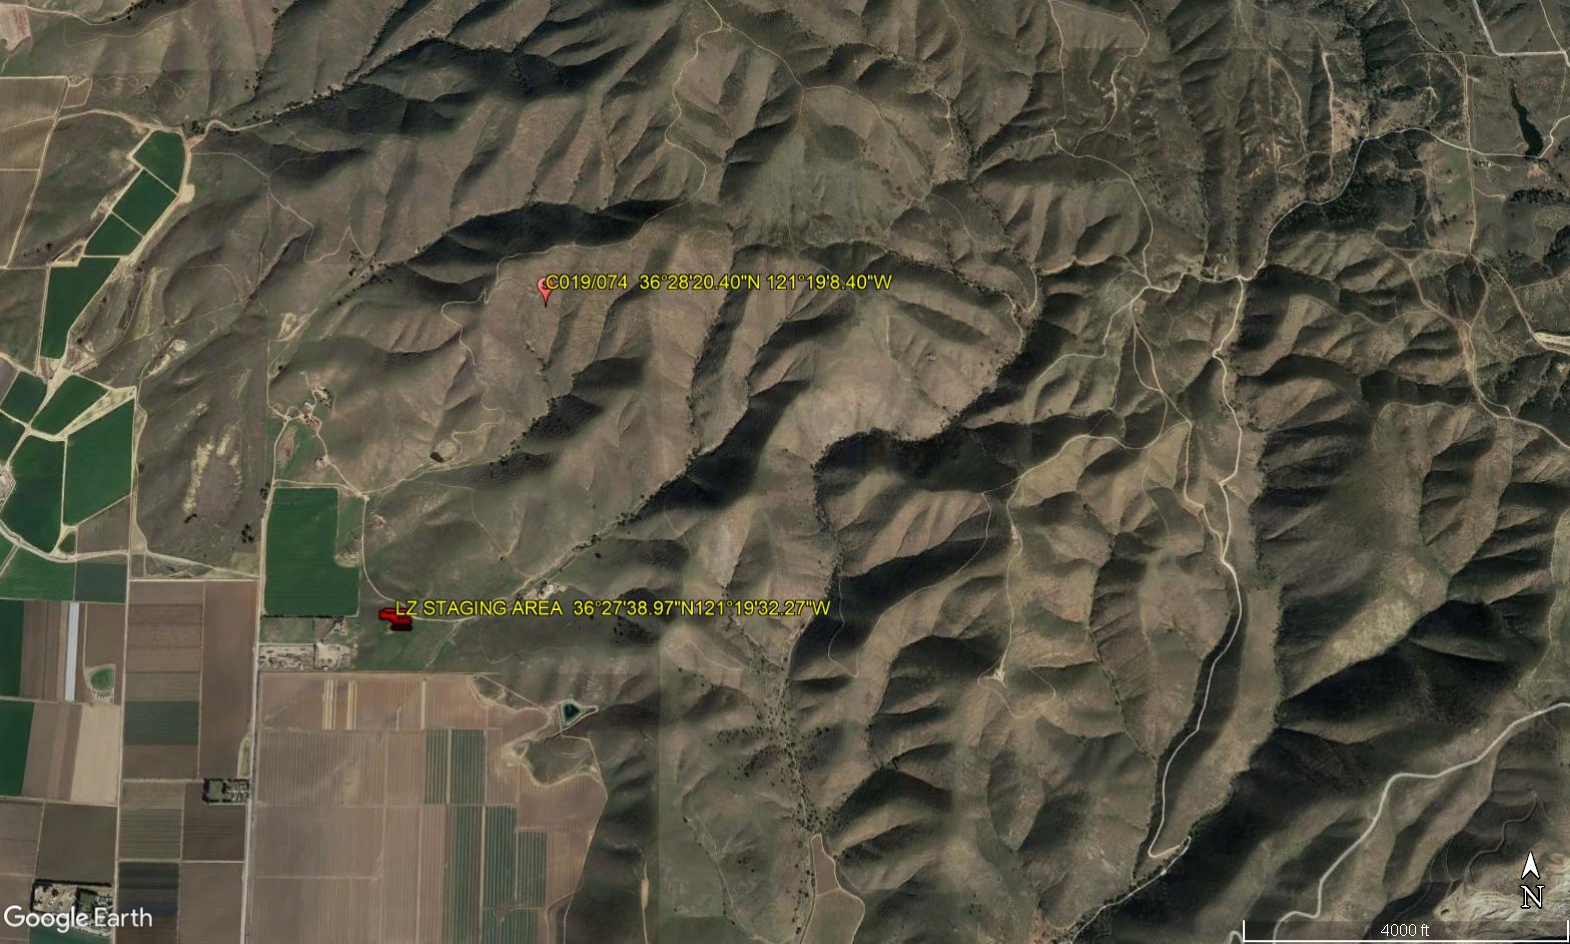 C019/074 36°28'20.40"N 121°19'8.40"W
LZ STAGING AREA 36°27'38.97"N121°19'32.27"W
N
Google Earth
4000 ft